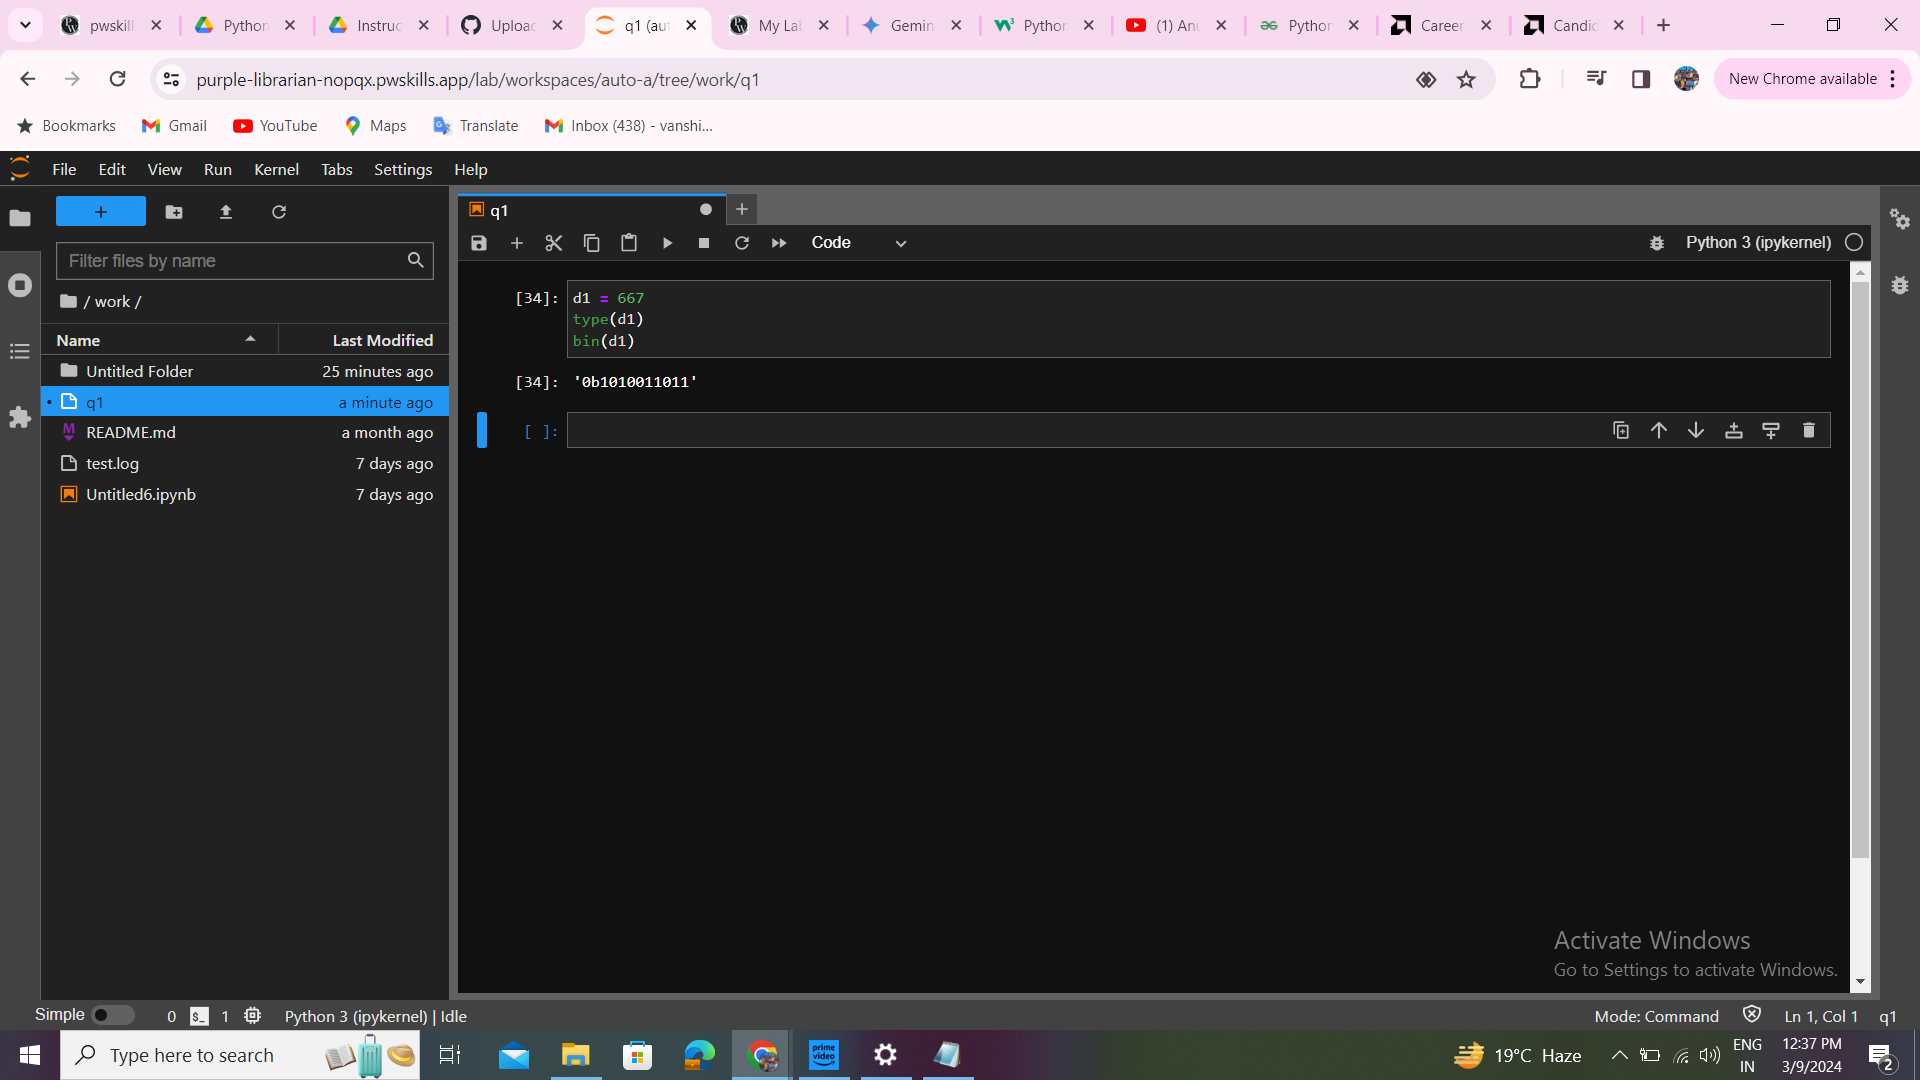 pwskill
Python
Instruc
Upload
q1 (aut
My Lab
Gemin
Python
(1) Anu
Python
Career
Candid
purple-librarian-nopqx.pwskills.app/lab/workspaces/auto-a/tree/work/q1
New Chrome available
Bookmarks
Gmail
YouTube
Maps
Translate
Inbox (438) - vanshi...
File Edit View Run Kernel Tabs Settings Help
+
q1
Code
Python 3 (ipykernel)
Filter files by name
/ work /
Name Last Modified
Untitled Folder 25 minutes ago
q1 a minute ago
README.md a month ago
test.log 7 days ago
Untitled6.ipynb 7 days ago
[34]: d1 = 667
type(d1)
bin(d1)
[34]: '0b1010011011'
[ ]:
Activate Windows
Go to Settings to activate Windows.
Simple 0 $_ 1 Python 3 (ipykernel) | Idle
Mode: Command Ln 1, Col 1 q1
Type here to search
prime video
19°C Haze
ENG
IN
12:37 PM
3/9/2024
2